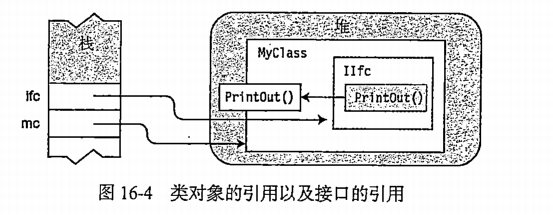 堆
栈
MyClass
IIfc
PrintOut()
PrintOut()
ifc
mc
图 16-4 类对象的引用以及接口的引用